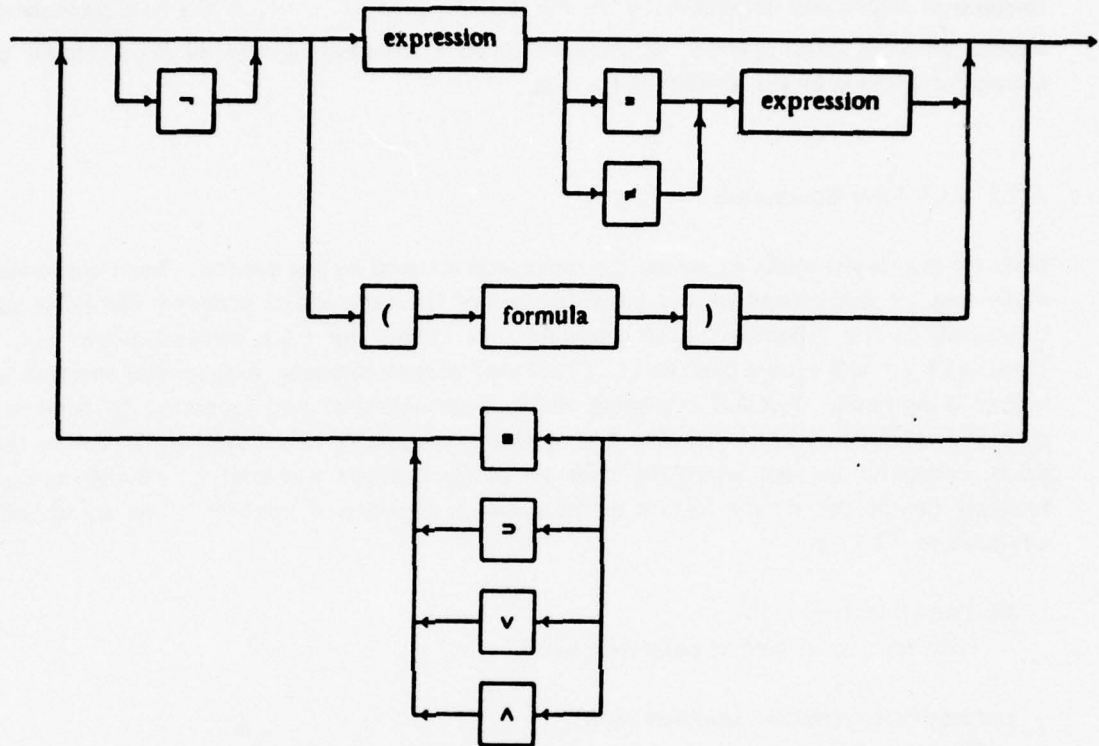 expression
¬
=
expression
≠
( formula )
≡
⊃
∨
∧